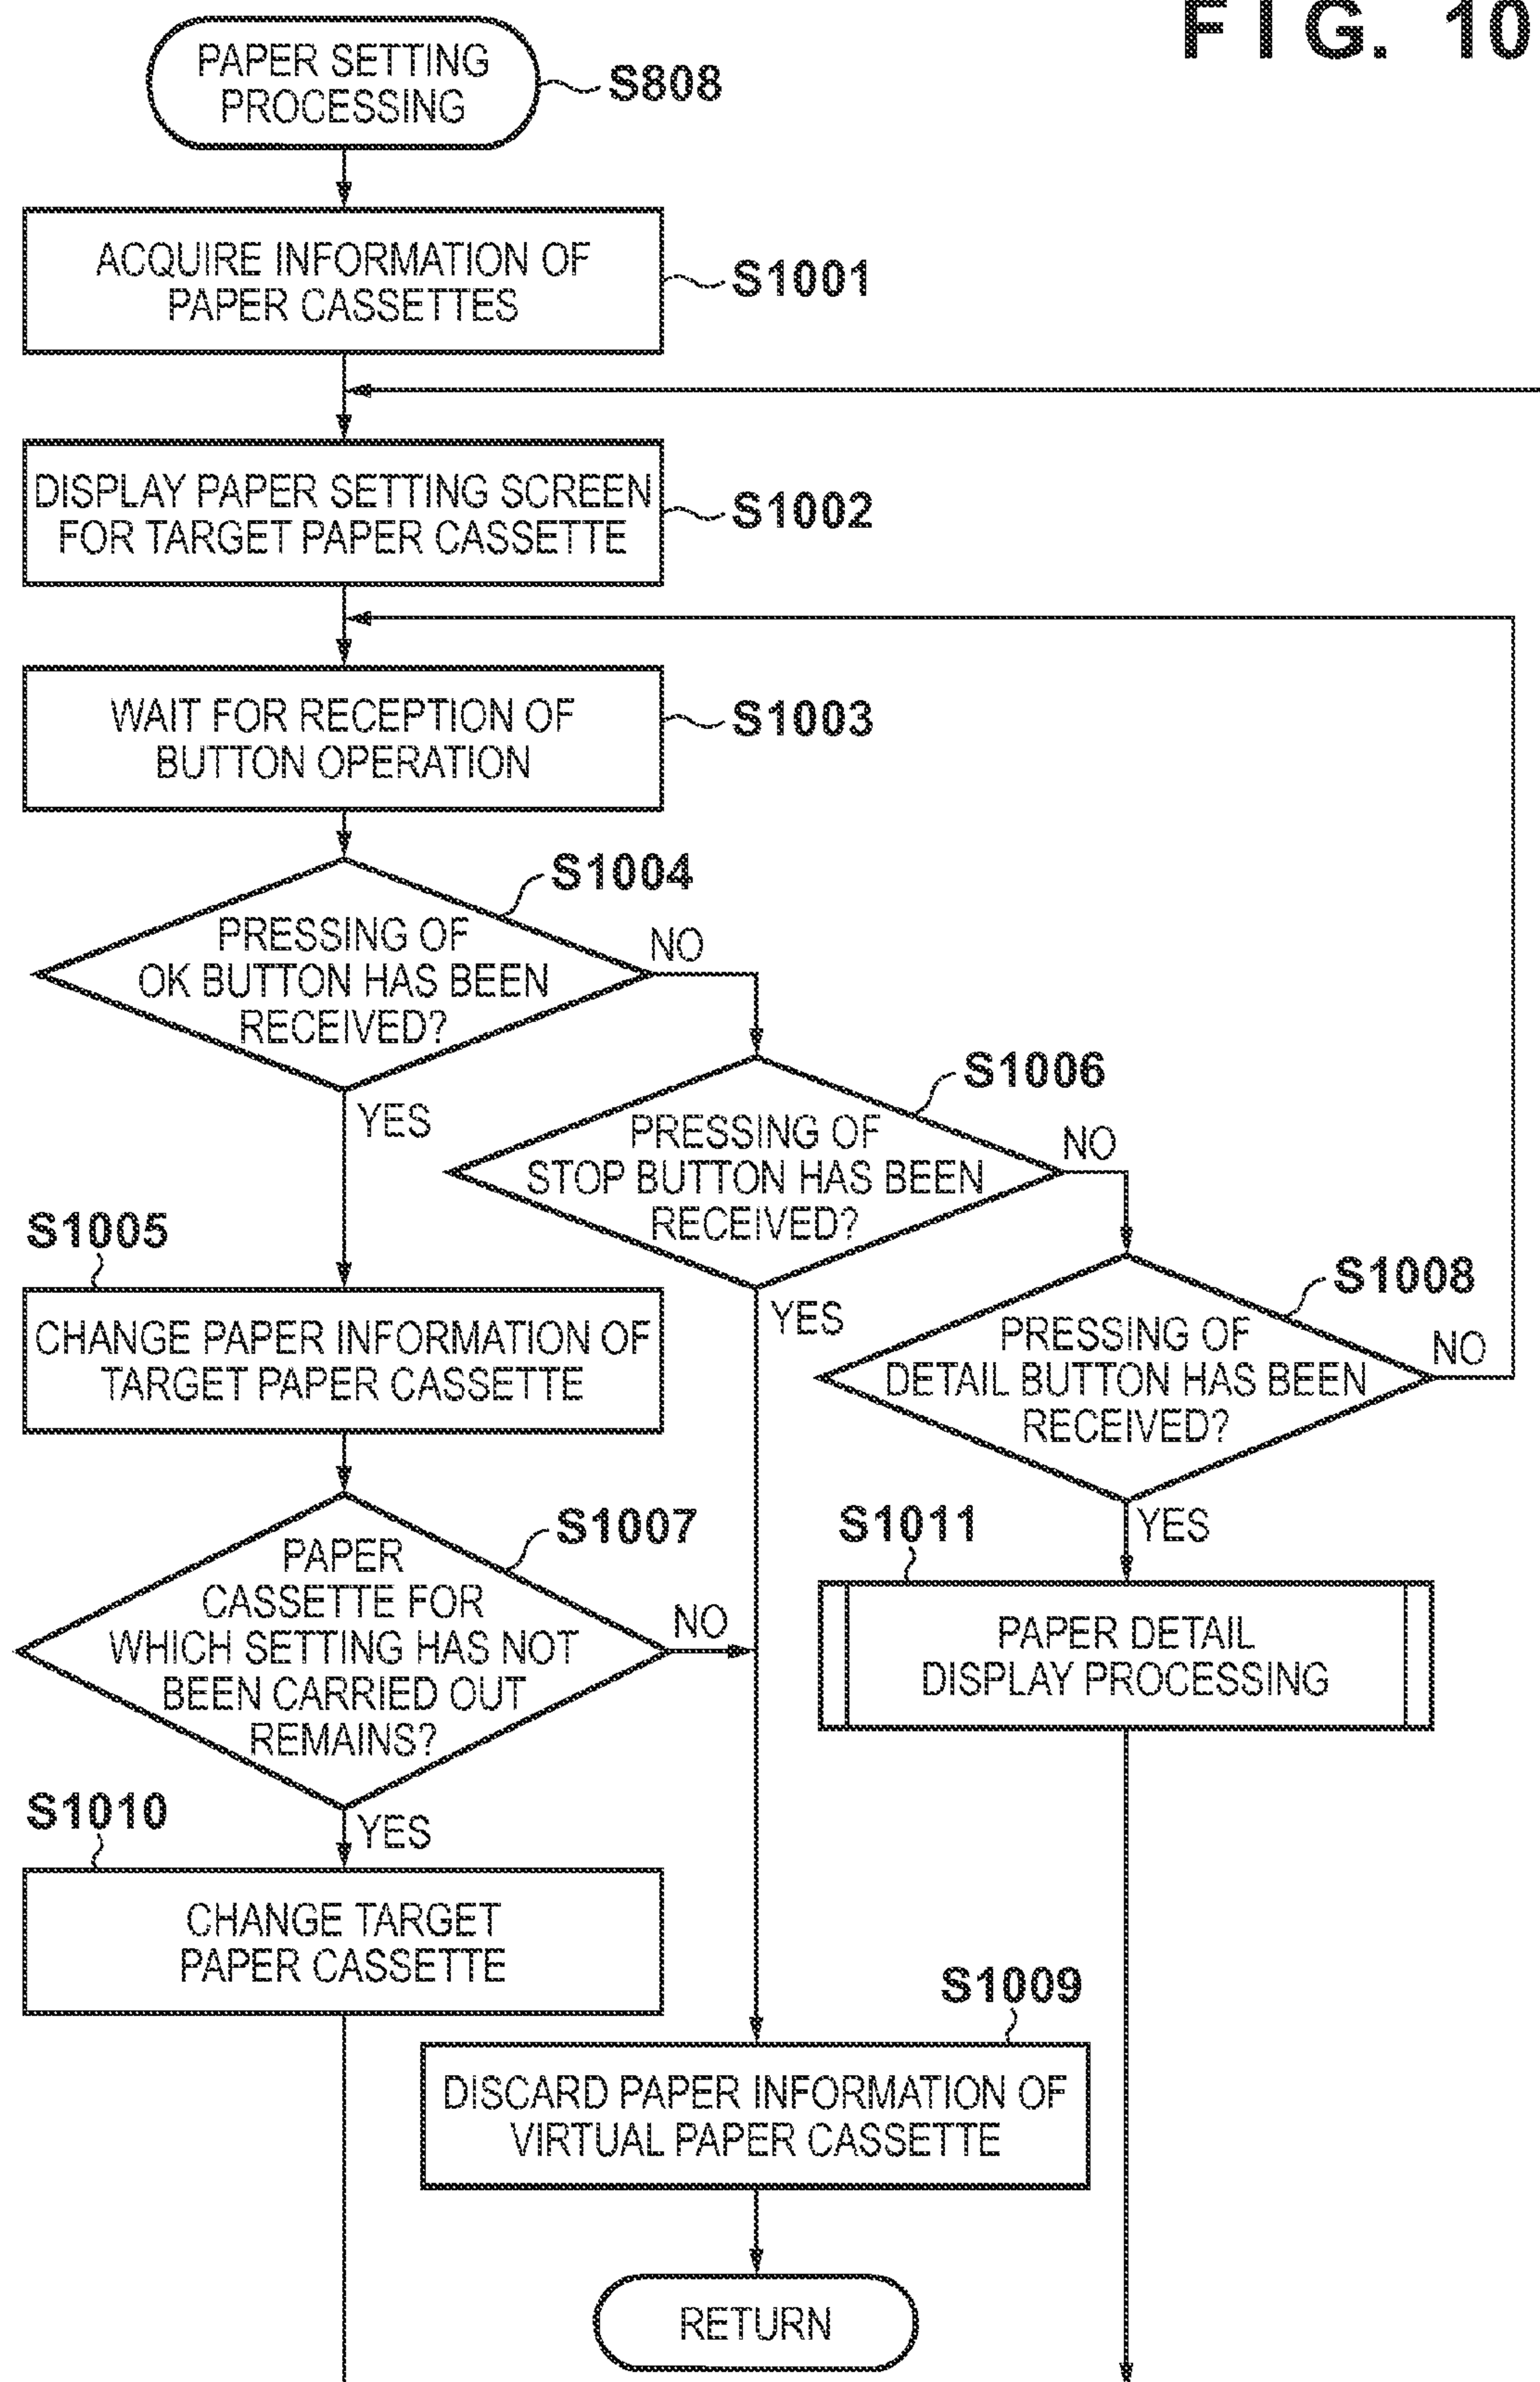 FIG. 10
PAPER SETTING
PROCESSING
S808
ACQUIRE INFORMATION OF
PAPER CASSETTES
S1001
DISPLAY PAPER SETTING SCREEN
FOR TARGET PAPER CASSETTE
S1002
WAIT FOR RECEPTION OF
BUTTON OPERATION
S1003
S1004
PRESSING OF
OK BUTTON HAS BEEN
RECEIVED?
NO
YES
S1006
PRESSING OF
STOP BUTTON HAS BEEN
RECEIVED?
NO
YES
S1005
CHANGE PAPER INFORMATION OF
TARGET PAPER CASSETTE
S1008
PRESSING OF
DETAIL BUTTON HAS BEEN
RECEIVED?
NO
YES
S1007
PAPER
CASSETTE FOR
WHICH SETTING HAS NOT
BEEN CARRIED OUT
REMAINS?
NO
YES
S1011
PAPER DETAIL
DISPLAY PROCESSING
S1010
CHANGE TARGET
PAPER CASSETTE
S1009
DISCARD PAPER INFORMATION OF
VIRTUAL PAPER CASSETTE
RETURN